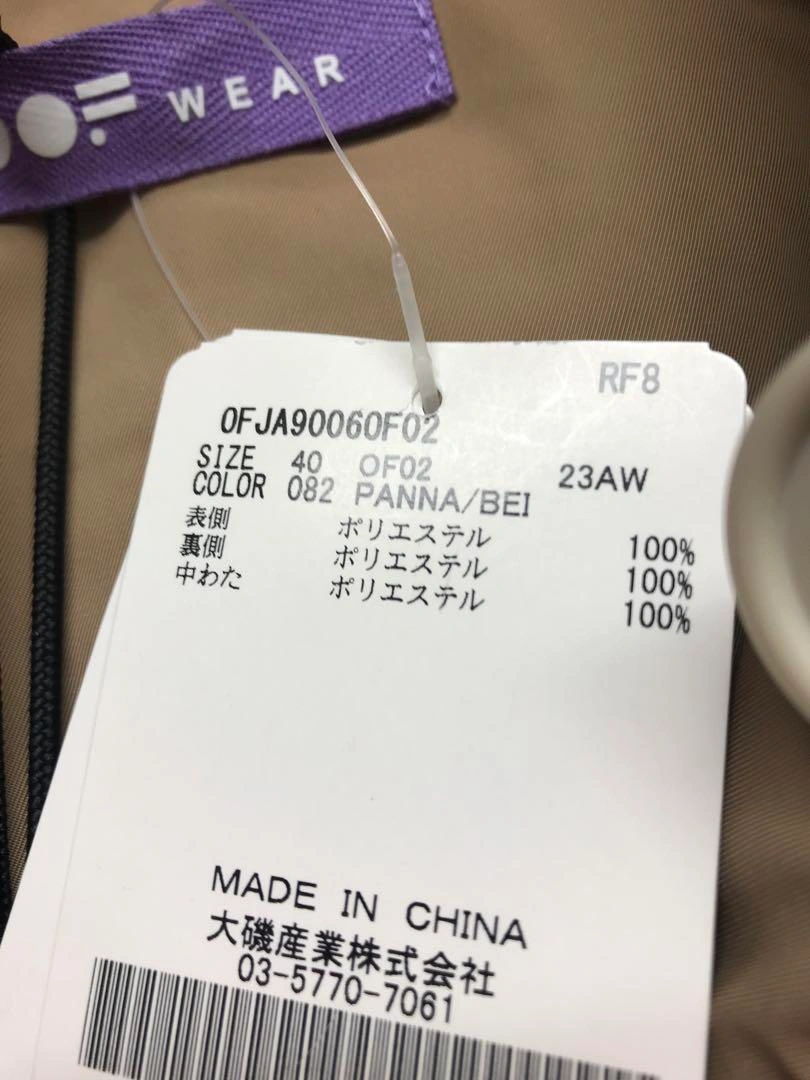 WEAR
RF8
0FJA90060F02
SIZE 40 OF02 23AW
COLOR 082 PANNA/BEI
表側 ポリエステル 100%
裏側 ポリエステル 100%
中わた ポリエステル 100%
MADE IN CHINA
大磯産業株式会社
03-5770-7061